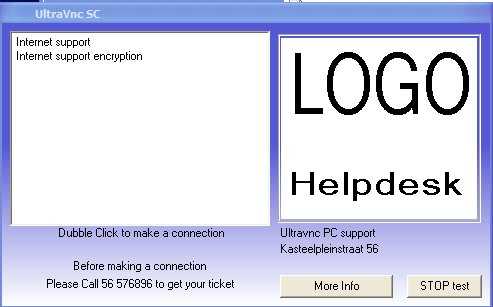 UltraVnc SC
Internet support
Internet support encryption
LOGO
Helpdesk
Dubble Click to make a connection
Ultravnc PC support
Kasteelpleinstraat 56
Before making a connection
Please Call 56 576896 to get your ticket
More Info
STOP test